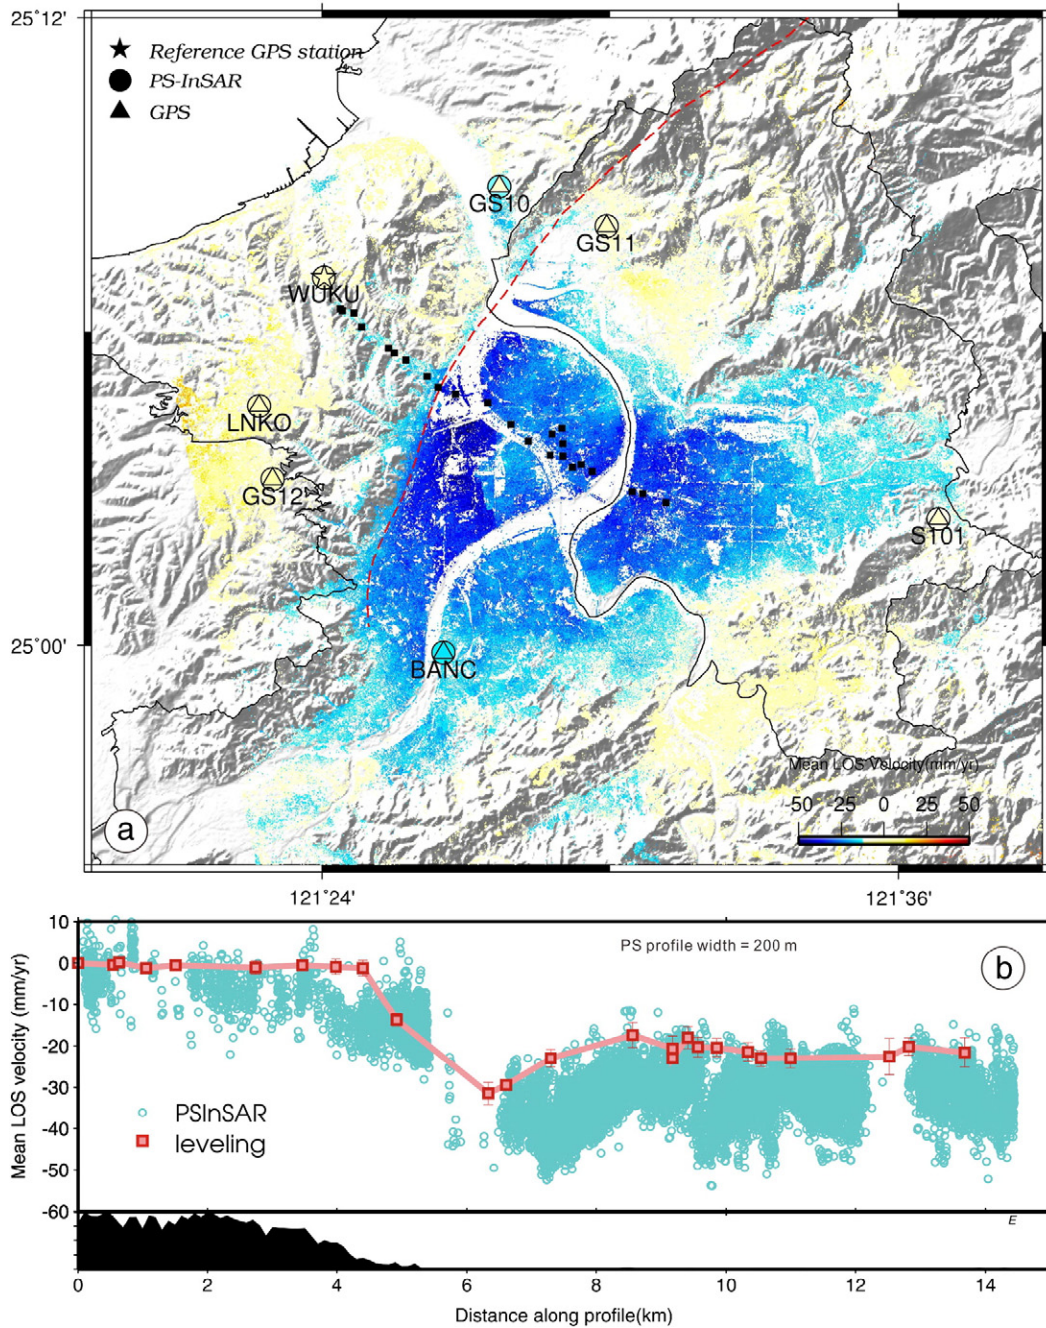 25°12'
Reference GPS station
PS-InSAR
GPS
GS10
GS11
WUKU
LNKO
GS12
S101
25°00'
BANC
Mean LOS Velocity(mm/yr)
-50 -25 0 25 50
a
121°24' 121°36'
10
PS profile width = 200 m
b
0
-10
-20
-30
PSInSAR
-40
leveling
-50
-60
E
Mean LOS velocity (mm/yr)
0 2 4 6 8 10 12 14
Distance along profile(km)